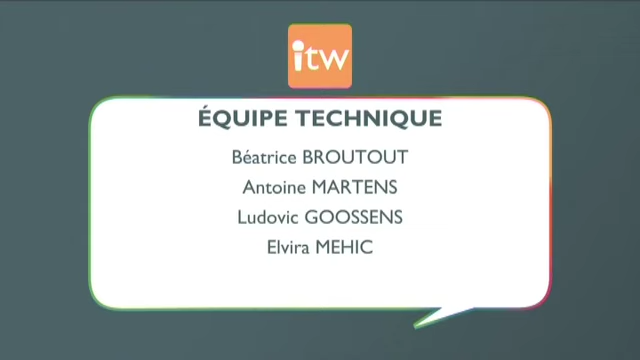 itw
ÉQUIPE TECHNIQUE
Béatrice BROUTOUT
Antoine MARTENS
Ludovic GOOSSENS
Elvira MEHIC